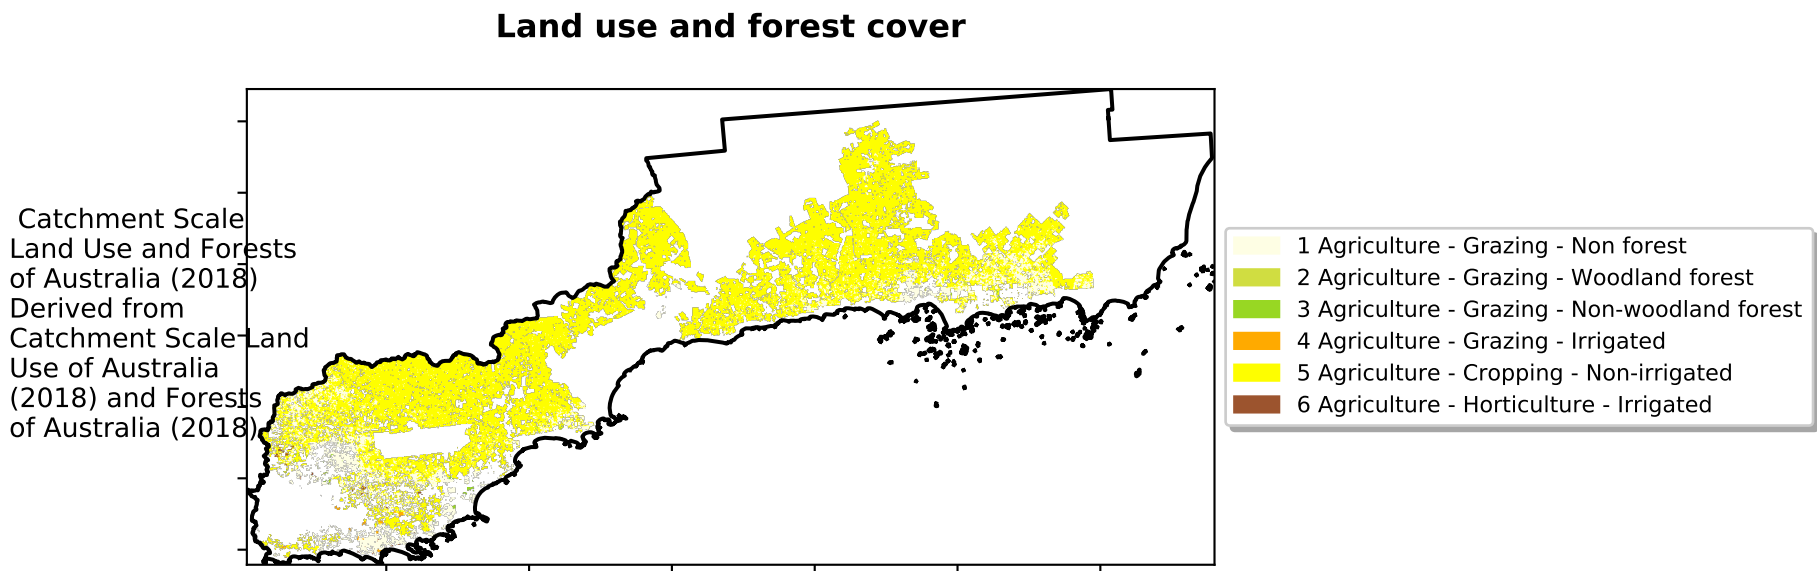 Land use and forest cover
Catchment Scale
Land Use and Forests
of Australia (2018)
Derived from
Catchment Scale Land
Use of Australia
(2018) and Forests
of Australia (2018)
1 Agriculture - Grazing - Non forest
2 Agriculture - Grazing - Woodland forest
3 Agriculture - Grazing - Non-woodland forest
4 Agriculture - Grazing - Irrigated
5 Agriculture - Cropping - Non-irrigated
6 Agriculture - Horticulture - Irrigated